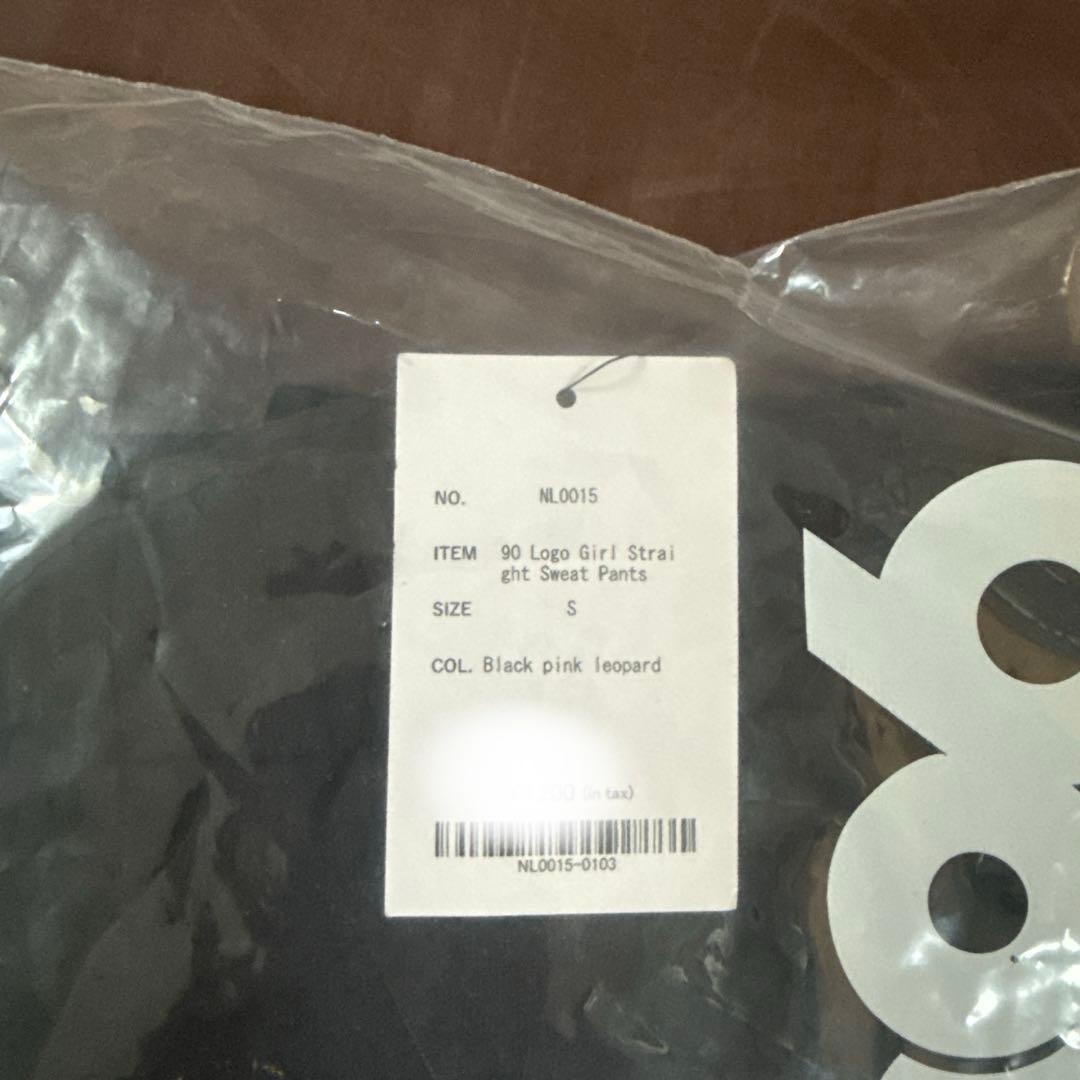 NO. NL0015
ITEM 90 Logo Girl Strai
ght Sweat Pants
SIZE S
COL. Black pink leopard
(in tax)
NL0015-0103